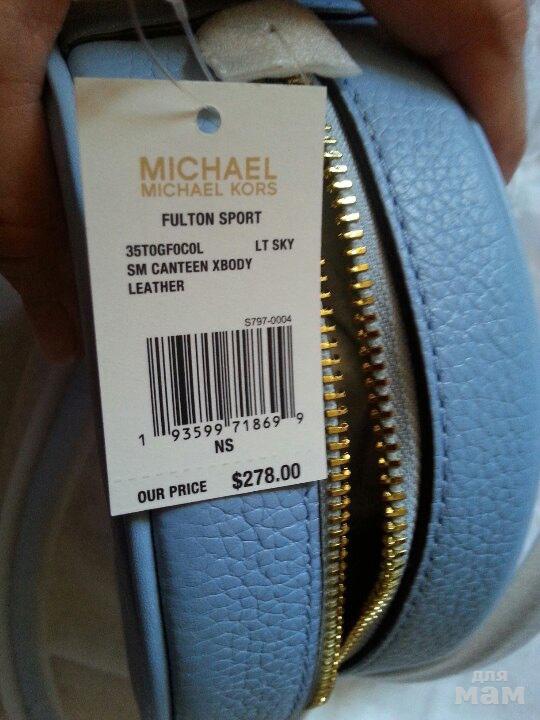 MICHAEL
MICHAEL KORS
FULTON SPORT
35T0GF0C0L LT SKY
SM CANTEEN XBODY
LEATHER
S797-0004
1 93599 71869 9
NS
OUR PRICE $278.00
для
мам